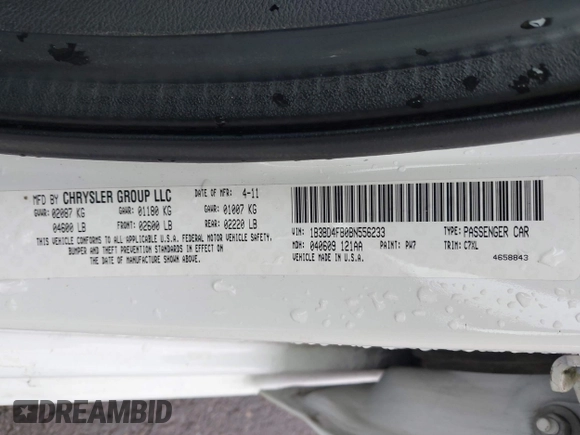 MFD BY CHRYSLER GROUP LLC DATE OF MFR: 4-11
GVWR: 02087 KG GAWR: 01180 KG GAWR: 01007 KG
04600 LB FRONT: 02600 LB REAR: 02220 LB
THIS VEHICLE CONFORMS TO ALL APPLICABLE U.S.A. FEDERAL MOTOR VEHICLE SAFETY,
BUMPER AND THEFT PREVENTION STANDARDS IN EFFECT ON
THE DATE OF MANUFACTURE SHOWN ABOVE.
VIN: 1B3BD4FB0BN556233 TYPE: PASSENGER CAR
MDH: 040609 121AA PAINT: PW7 TRIM: C7XL
VEHICLE MADE IN U.S.A. 4658843
DREAMBID